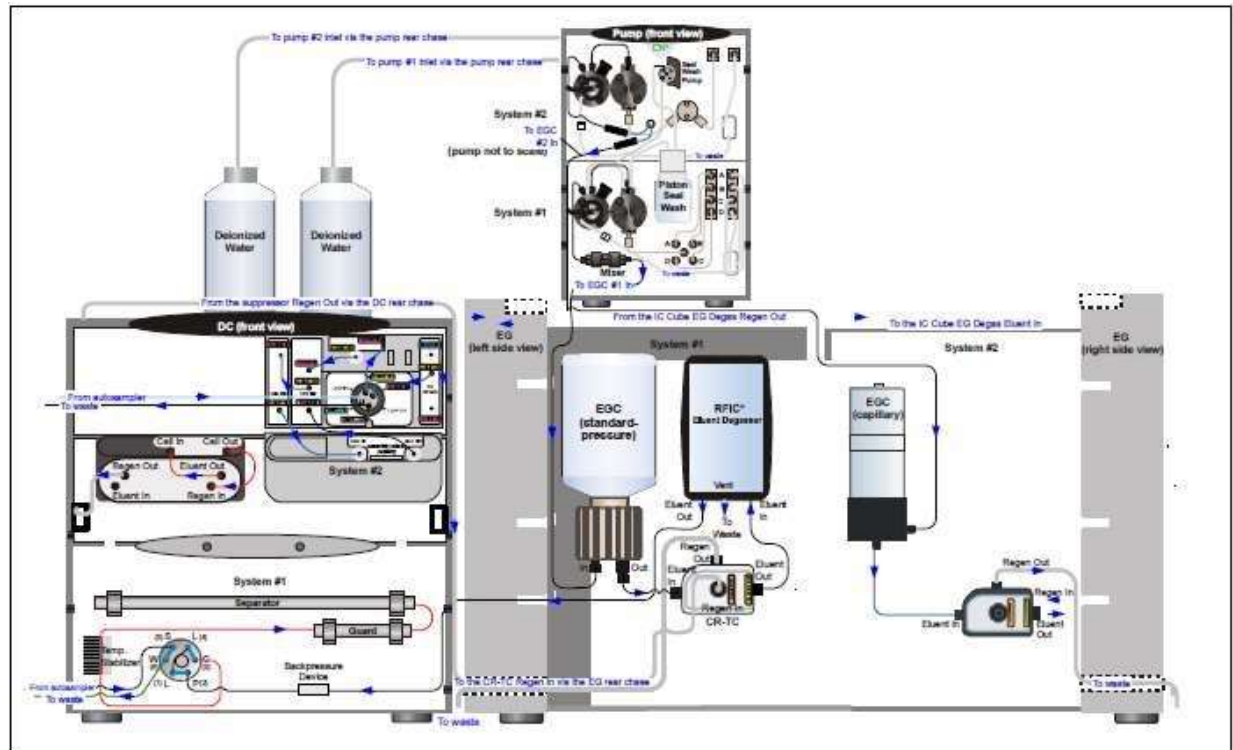 To pump #2 Inlet via the pump rear chase
To pump #1 Inlet via the pump rear chase
Pump (front view)
Seal
Wash
Pump
System #2
To EGC
#2 In
(pump not to scale)
To waste
Piston
Seal
Wash
A
B
C
D
System #1
Deionized
Water
Deionized
Water
A
B
D
C
Mixer
To waste
To EGC #1 In
From the suppressor Regen Out via the DC rear chase
DC (front view)
From the IC Cube EG Degas Regen Out
To the IC Cube EG Degas Eluent In
EG
(left side view)
System #1
System #2
EG
(right side view)
From autosampler
To waste
Cell In
Cell Out
Regen Out
Eluent Out
Eluent In
Regen In
System #2
EGC
(standard-
pressure)
RFIC+
Eluent Degasser
Vent
EGC
(capillary)
Eluent
Out
To
Waste
Eluent
In
Regen
Out
In
Out
Eluent
In
Eluent
Out
Regen In
CR-TC
Regen Out
Regen In
Eluent In
Eluent
Out
System #1
Separator
Guard
Temp.
Stabilizer
S
L
W
G
L
P
Backpressure
Device
From autosampler
To waste
To the CR-TC Regen In via the EG rear chase
To waste
To waste